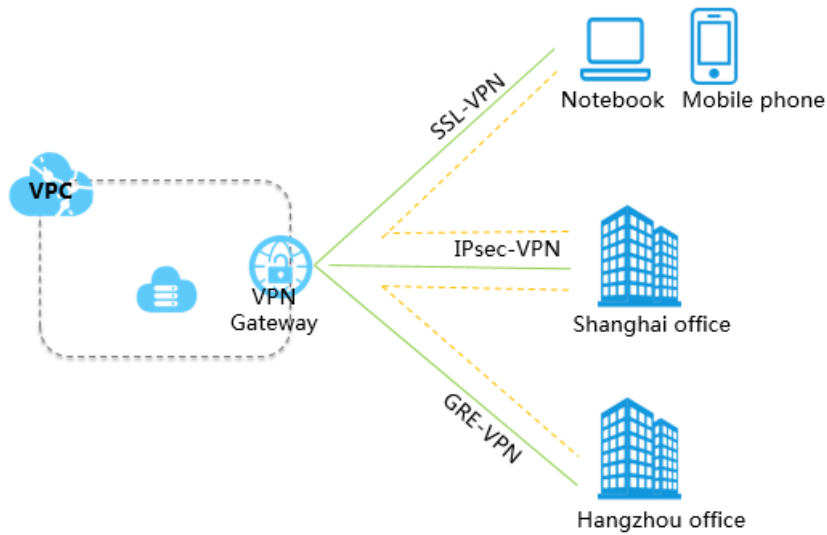 SSL-VPN
Notebook
Mobile phone
VPC
IPsec-VPN
VPN
Gateway
Shanghai office
GRE-VPN
Hangzhou office